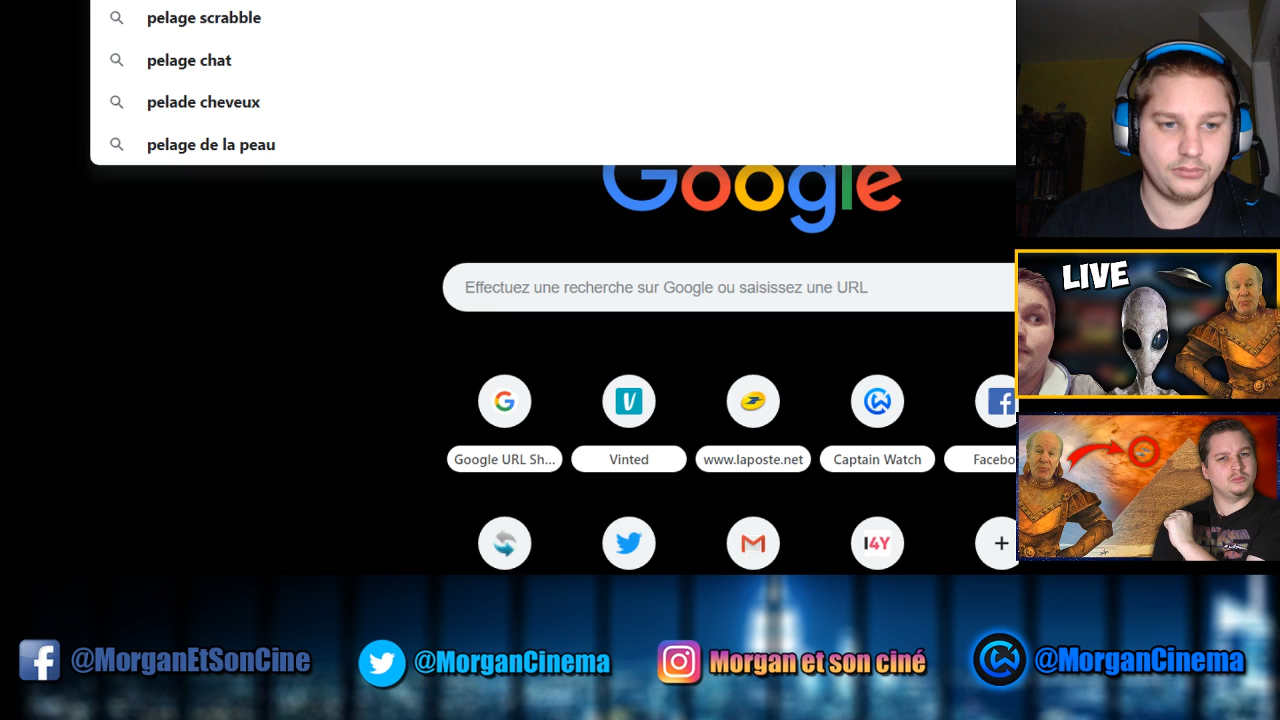 pelage scrabble
pelage chat
pelade cheveux
pelage de la peau
Google
Effectuez une recherche sur Google ou saisissez une URL
Google URL Sh...
Vinted
www.laposte.net
Captain Watch
Facebo
I4Y
LIVE
@MorganEtSonCine
@MorganCinema
Morgan et son ciné
@MorganCinema